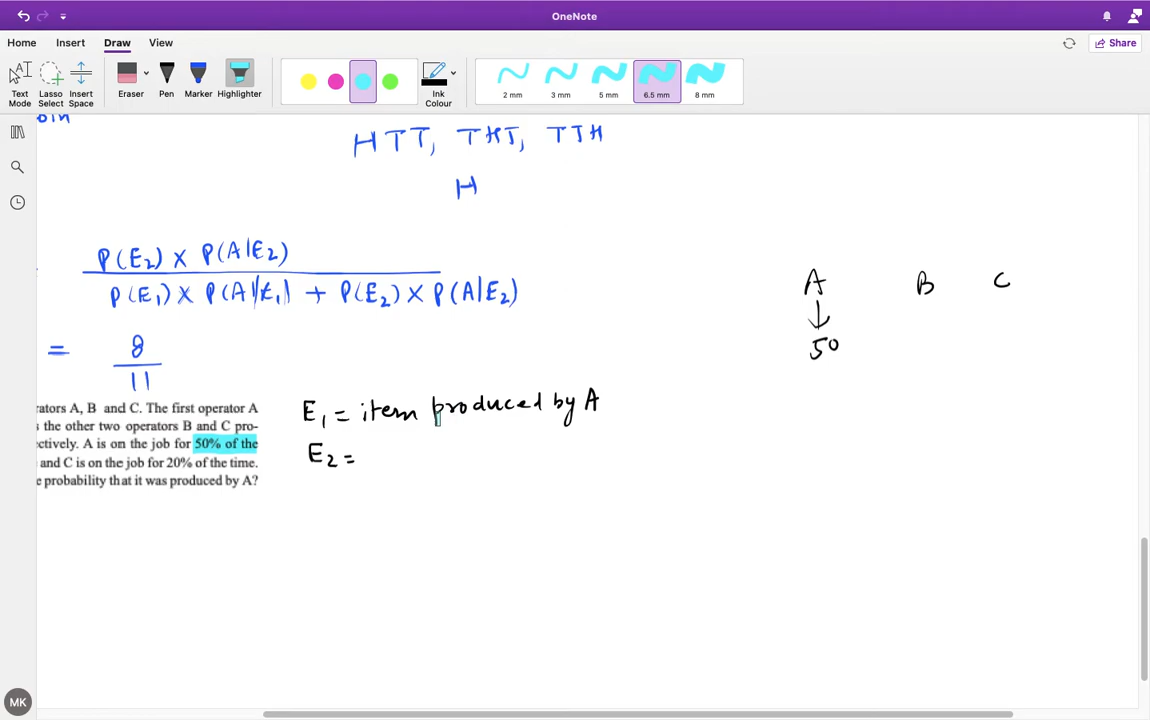 OneNote
Home Insert Draw View
Share
Text Mode
Lasso Select
Insert Space
Eraser
Pen
Marker
Highlighter
Ink Colour
2 mm
3 mm
5 mm
6.5 mm
8 mm
HTT, THT, TTH
H
P(E₂) × P(A|E₂)
P(E₁) × P(A|E₁) + P(E₂) × P(A|E₂)
A B C
↓
50
= 8
11
rators A, B and C. The first operator A
the other two operators B and C pro-
ctively. A is on the job for 50% of the
and C is on the job for 20% of the time.
e probability that it was produced by A?
E₁ = item produced by A
E₂ =
MK